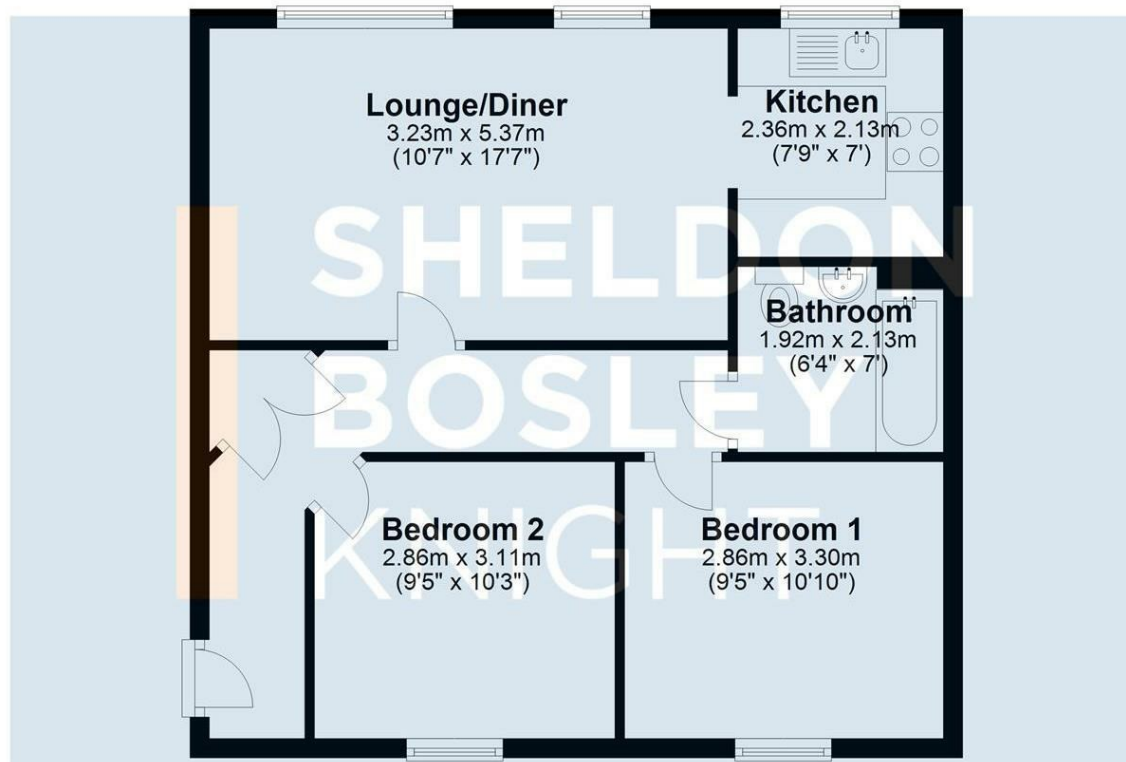 Lounge/Diner
3.23m x 5.37m
(10'7" x 17'7")
Kitchen
2.36m x 2.13m
(7'9" x 7')
SHELDON
BOSLEY
KNIGHT
Bathroom
1.92m x 2.13m
(6'4" x 7')
Bedroom 2
2.86m x 3.11m
(9'5" x 10'3")
Bedroom 1
2.86m x 3.30m
(9'5" x 10'10")